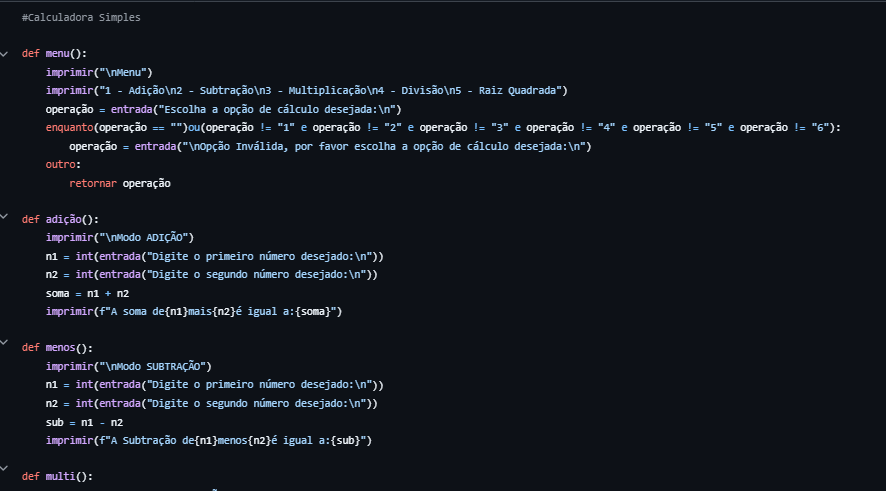 #Calculadora Simples
def menu():
imprimir("\nMenu")
imprimir("1 - Adição\n2 - Subtração\n3 - Multiplicação\n4 - Divisão\n5 - Raiz Quadrada")
operação = entrada("Escolha a opção de cálculo desejada:\n")
enquanto(operação == "")ou(operação != "1" e operação != "2" e operação != "3" e operação != "4" e operação != "5" e operação != "6"):
operação = entrada("\nOpção Inválida, por favor escolha a opção de cálculo desejada:\n")
outro:
retornar operação
def adição():
imprimir("\nModo ADIÇÃO")
n1 = int(entrada("Digite o primeiro número desejado:\n"))
n2 = int(entrada("Digite o segundo número desejado:\n"))
soma = n1 + n2
imprimir(f"A soma de{n1}mais{n2}é igual a:{soma}")
def menos():
imprimir("\nModo SUBTRAÇÃO")
n1 = int(entrada("Digite o primeiro número desejado:\n"))
n2 = int(entrada("Digite o segundo número desejado:\n"))
sub = n1 - n2
imprimir(f"A Subtração de{n1}menos{n2}é igual a:{sub}")
def multi():